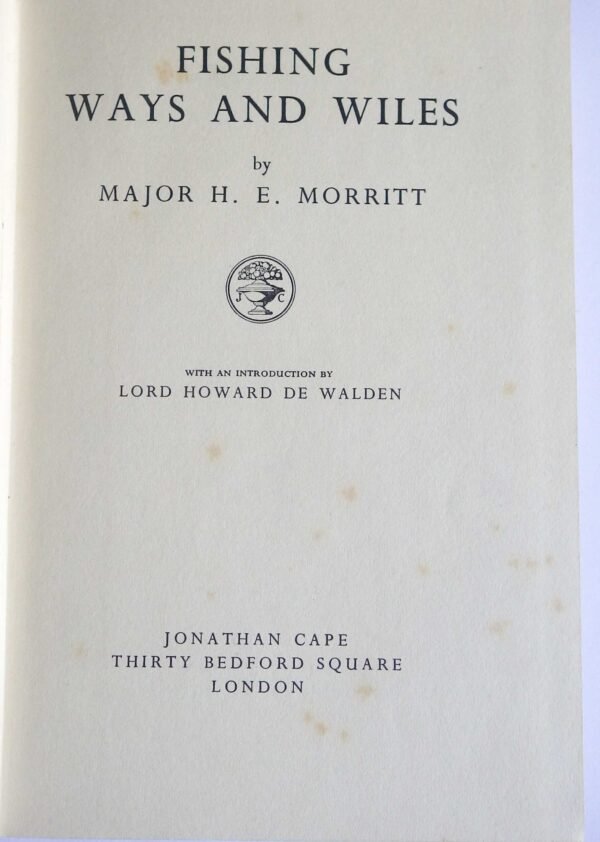 FISHING
WAYS AND WILES
by
MAJOR H. E. MORRITT
J C
WITH AN INTRODUCTION BY
LORD HOWARD DE WALDEN
JONATHAN CAPE
THIRTY BEDFORD SQUARE
LONDON